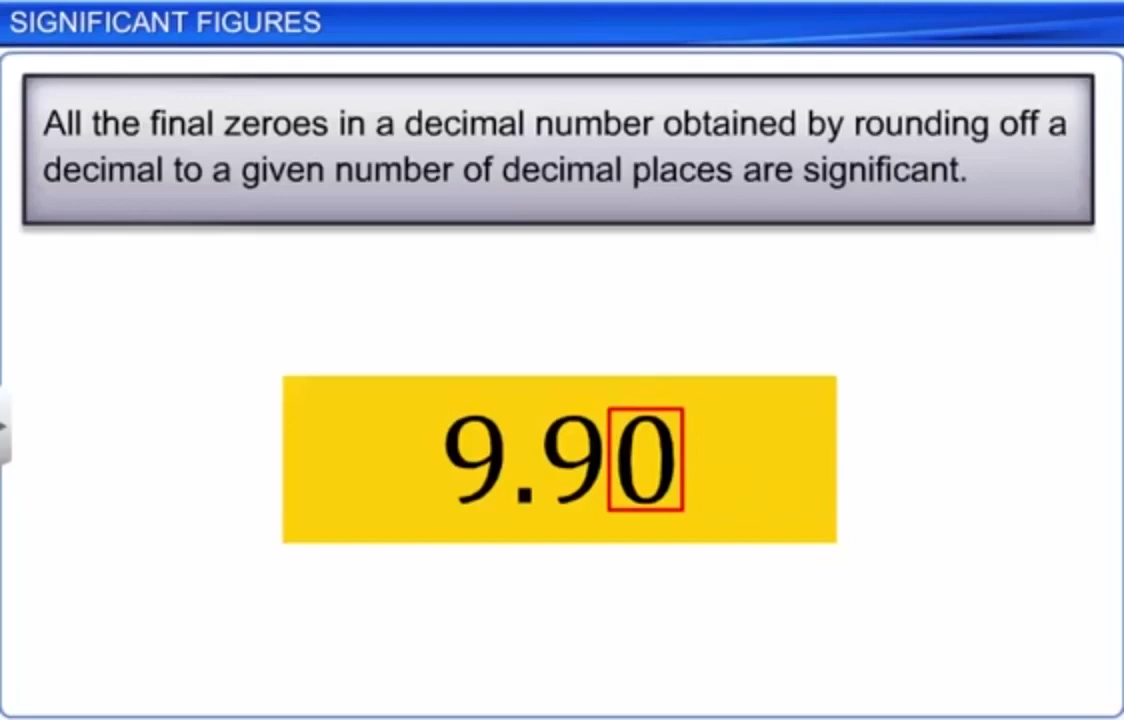 SIGNIFICANT FIGURES
All the final zeroes in a decimal number obtained by rounding off a
decimal to a given number of decimal places are significant.
9.90